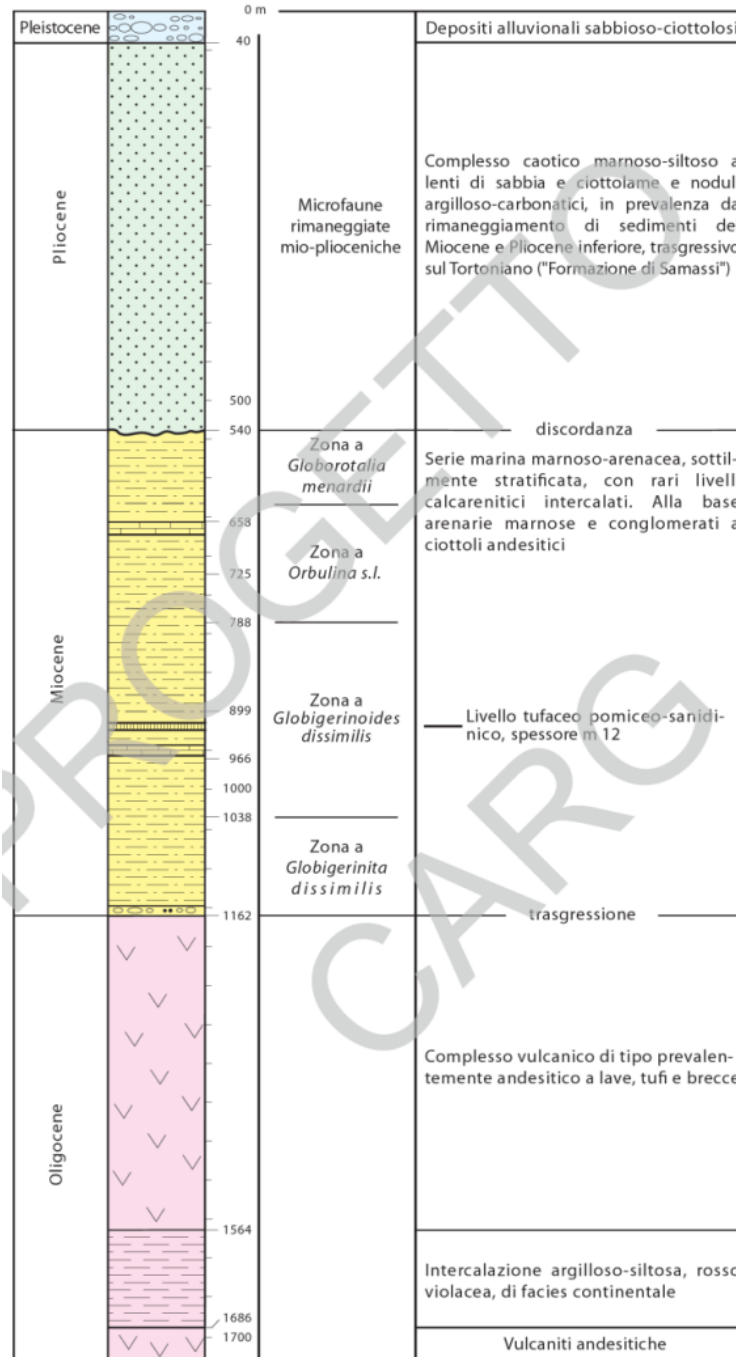 0 m
Pleistocene
Depositi alluvionali sabbioso-ciottolosi
40
Pliocene
Microfaune
rimaneggiate
mio-plioceniche
Complesso caotico marnoso-siltoso a
lenti di sabbia e ciottolame e noduli
argilloso-carbonatici, in prevalenza da
rimaneggiamento di sedimenti del
Miocene e Pliocene inferiore, trasgressivo
sul Tortoniano ("Formazione di Samassi")
500
540
discordanza
Miocene
Zona a
Globorotalia
menardii
Serie marina marnoso-arenacea, sottil-
mente stratificata, con rari livelli
calcarenitici intercalati. Alla base
arenarie marnose e conglomerati a
ciottoli andesitici
658
Zona a
Orbulina s.l.
725
788
899
Zona a
Globigerinoides
dissimilis
Livello tufaceo pomiceo-sanidi-
nico, spessore m 12
966
1000
1038
Zona a
Globigerinita
dissimilis
1162
trasgressione
Oligocene
Complesso vulcanico di tipo prevalen-
temente andesitico a lave, tufi e brecce
1564
Intercalazione argilloso-siltosa, rosso
violacea, di facies continentale
1686
1700
Vulcaniti andesitiche
PROGETTO
CARG